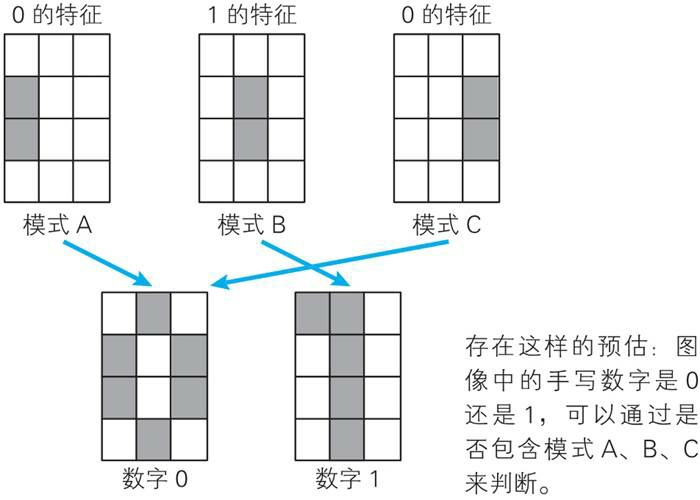 0 的特征
1 的特征
0 的特征
模式 A
模式 B
模式 C
数字 0
数字 1
存在这样的预估：图
像中的手写数字是 0
还是 1，可以通过是
否包含模式 A、B、C
来判断。